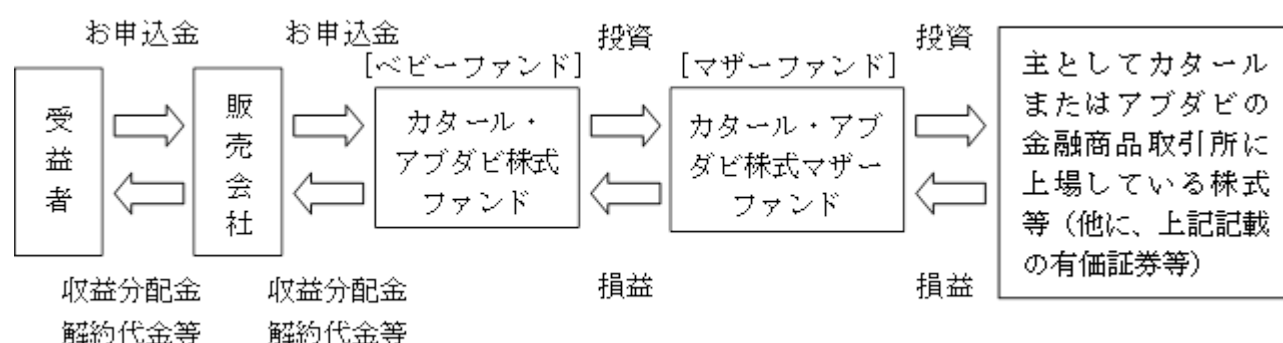 お申込金
お申込金
投資
投資
[ベビーファンド]
[マザーファンド]
受益者
販売会社
カタール・
アブダビ株式
ファンド
カタール・アブ
ダビ株式マザー
ファンド
主としてカタール
またはアブダビの
金融商品取引所に
上場している株式
等（他に、上記記載
の有価証券等）
収益分配金
解約代金等
収益分配金
解約代金等
損益
損益